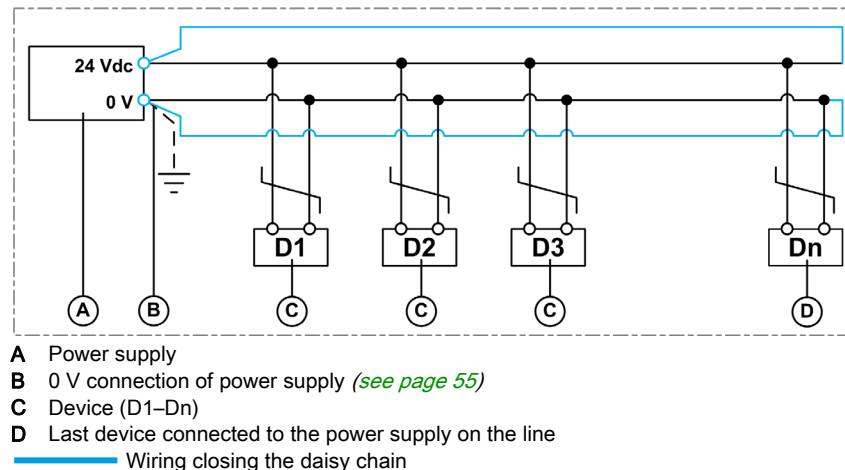 24 Vdc
0 V
D1 D2 D3 Dn
A B C C C D
A Power supply
B 0 V connection of power supply (see page 55)
C Device (D1–Dn)
D Last device connected to the power supply on the line
Wiring closing the daisy chain